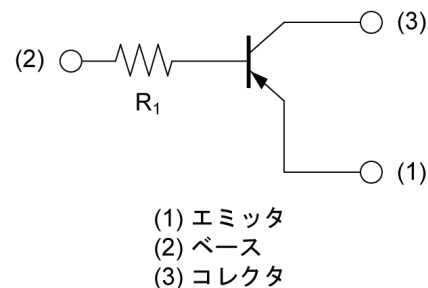 (3)
(2)
R₁
(1)
(1) エミッタ
(2) ベース
(3) コレクタ